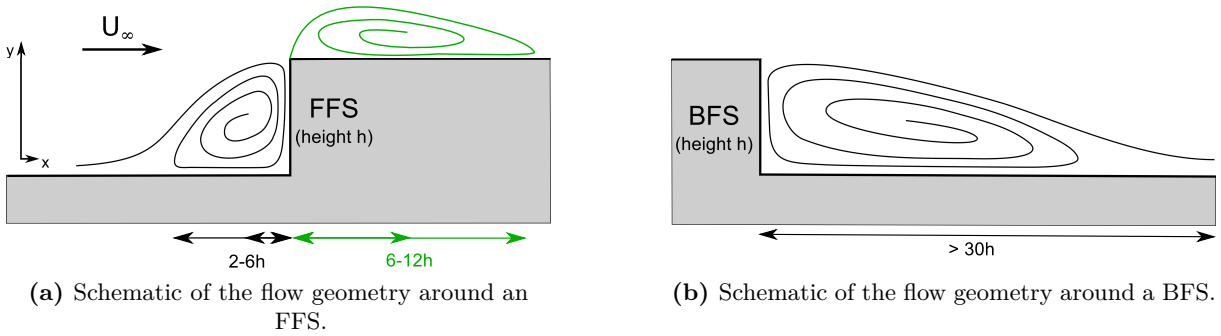 U∞
y
x
FFS
(height h)
2-6h
6-12h
(a) Schematic of the flow geometry around an
FFS.
BFS
(height h)
> 30h
(b) Schematic of the flow geometry around a BFS.